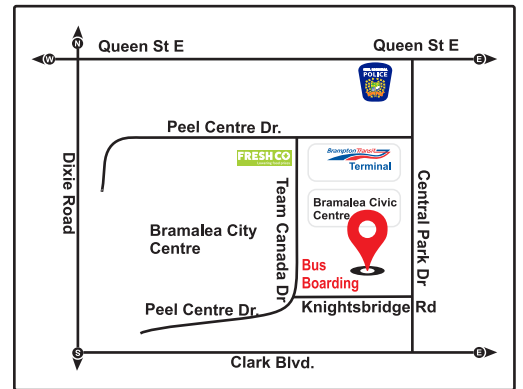 N
Queen St E
Queen St E
W
E
POLICE
Peel Centre Dr.
FRESHCO
Brampton Transit
Terminal
Dixie Road
Team Canada Dr
Central Park Dr
Bramalea Civic
Centre
Bramalea City
Centre
Bus
Boarding
Peel Centre Dr.
Knightsbridge Rd
S
E
Clark Blvd.